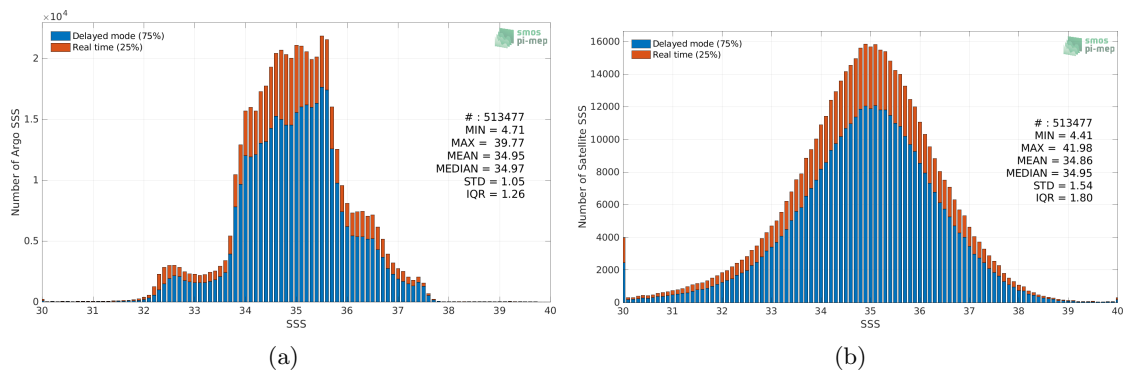 ×10⁴
Delayed mode (75%)
Real time (25%)
smos
pi-mep
# : 513477
MIN = 4.71
MAX = 39.77
MEAN = 34.95
MEDIAN = 34.97
STD = 1.05
IQR = 1.26
Number of Argo SSS
2
1.5
1
0.5
0
30 31 32 33 34 35 36 37 38 39 40
SSS
(a)
Delayed mode (75%)
Real time (25%)
smos
pi-mep
# : 513477
MIN = 4.41
MAX = 41.98
MEAN = 34.86
MEDIAN = 34.95
STD = 1.54
IQR = 1.80
Number of Satellite SSS
16000
14000
12000
10000
8000
6000
4000
2000
0
30 31 32 33 34 35 36 37 38 39 40
SSS
(b)